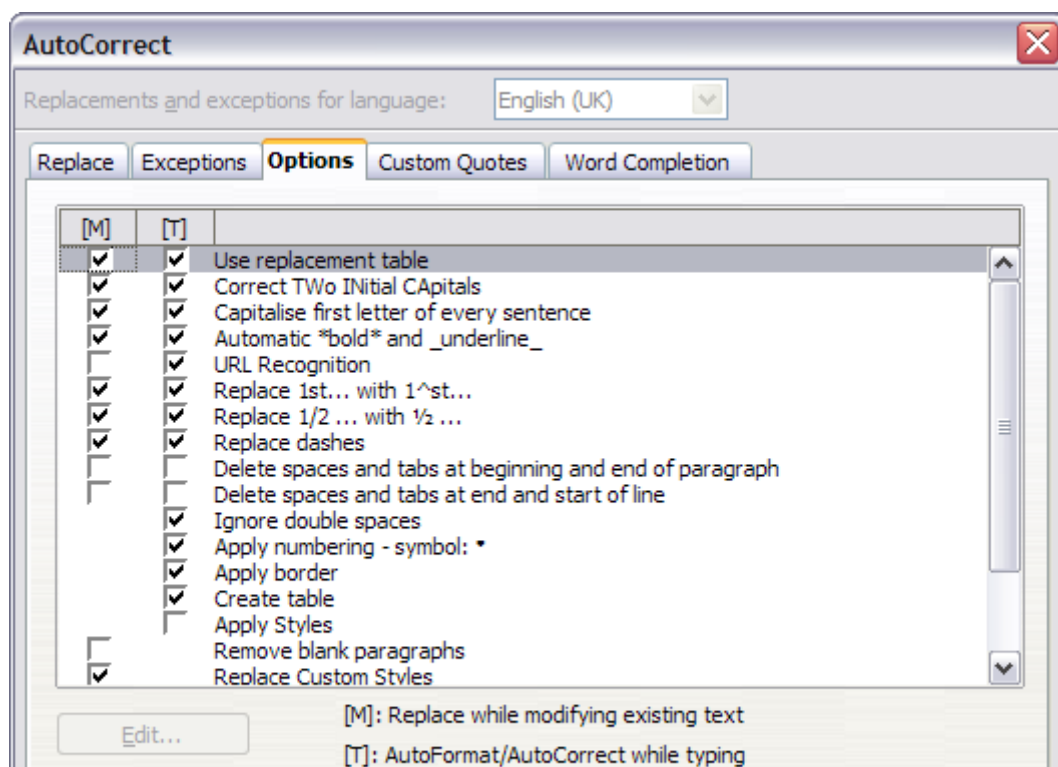 AutoCorrect
Replacements and exceptions for language: English (UK)
Replace Exceptions Options Custom Quotes Word Completion
[M] [T]
Use replacement table
Correct TWo INitial CApitals
Capitalise first letter of every sentence
Automatic *bold* and _underline_
URL Recognition
Replace 1st... with 1^st...
Replace 1/2 ... with ½ ...
Replace dashes
Delete spaces and tabs at beginning and end of paragraph
Delete spaces and tabs at end and start of line
Ignore double spaces
Apply numbering - symbol: •
Apply border
Create table
Apply Styles
Remove blank paragraphs
Replace Custom Styles
Edit...
[M]: Replace while modifying existing text
[T]: AutoFormat/AutoCorrect while typing